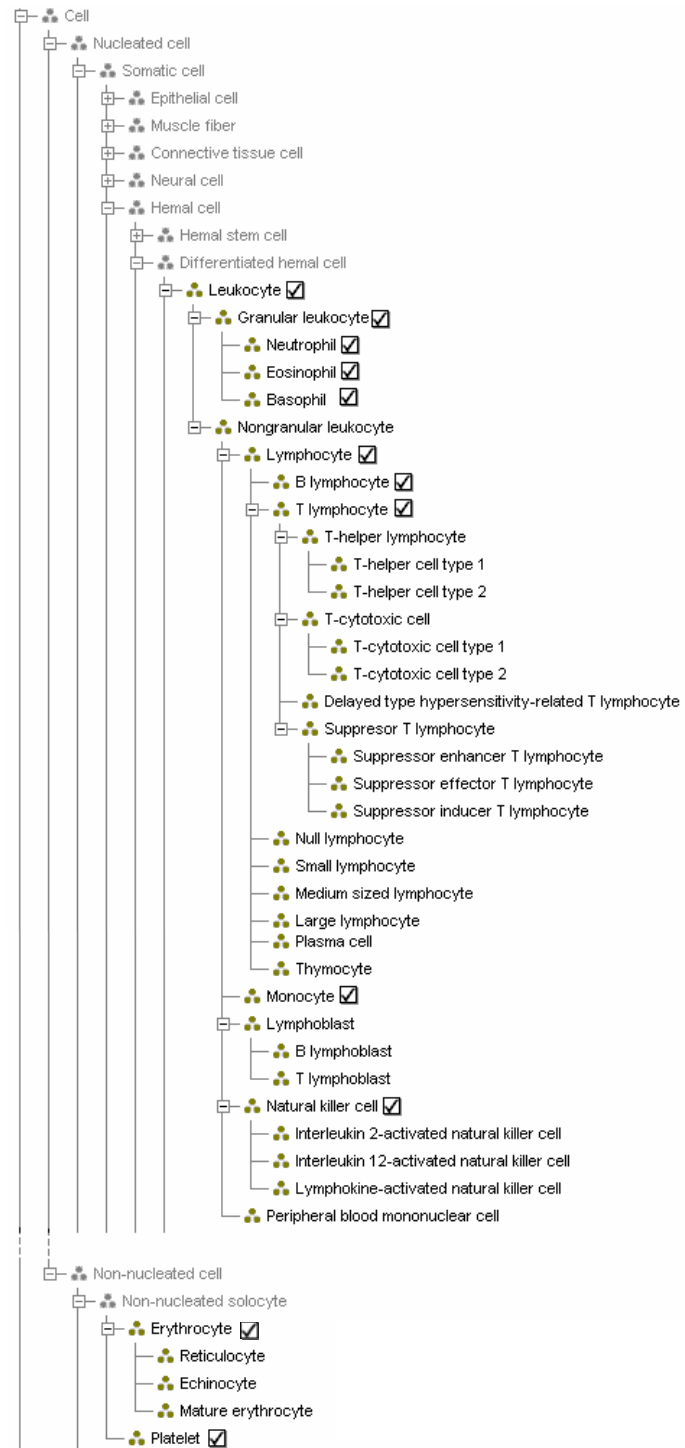 Cell
Nucleated cell
Somatic cell
Epithelial cell
Muscle fiber
Connective tissue cell
Neural cell
Hemal cell
Hemal stem cell
Differentiated hemal cell
Leukocyte
Granular leukocyte
Neutrophil
Eosinophil
Basophil
Nongranular leukocyte
Lymphocyte
B lymphocyte
T lymphocyte
T-helper lymphocyte
T-helper cell type 1
T-helper cell type 2
T-cytotoxic cell
T-cytotoxic cell type 1
T-cytotoxic cell type 2
Delayed type hypersensitivity-related T lymphocyte
Suppresor T lymphocyte
Suppressor enhancer T lymphocyte
Suppressor effector T lymphocyte
Suppressor inducer T lymphocyte
Null lymphocyte
Small lymphocyte
Medium sized lymphocyte
Large lymphocyte
Plasma cell
Thymocyte
Monocyte
Lymphoblast
B lymphoblast
T lymphoblast
Natural killer cell
Interleukin 2-activated natural killer cell
Interleukin 12-activated natural killer cell
Lymphokine-activated natural killer cell
Peripheral blood mononuclear cell
Non-nucleated cell
Non-nucleated solocyte
Erythrocyte
Reticulocyte
Echinocyte
Mature erythrocyte
Platelet